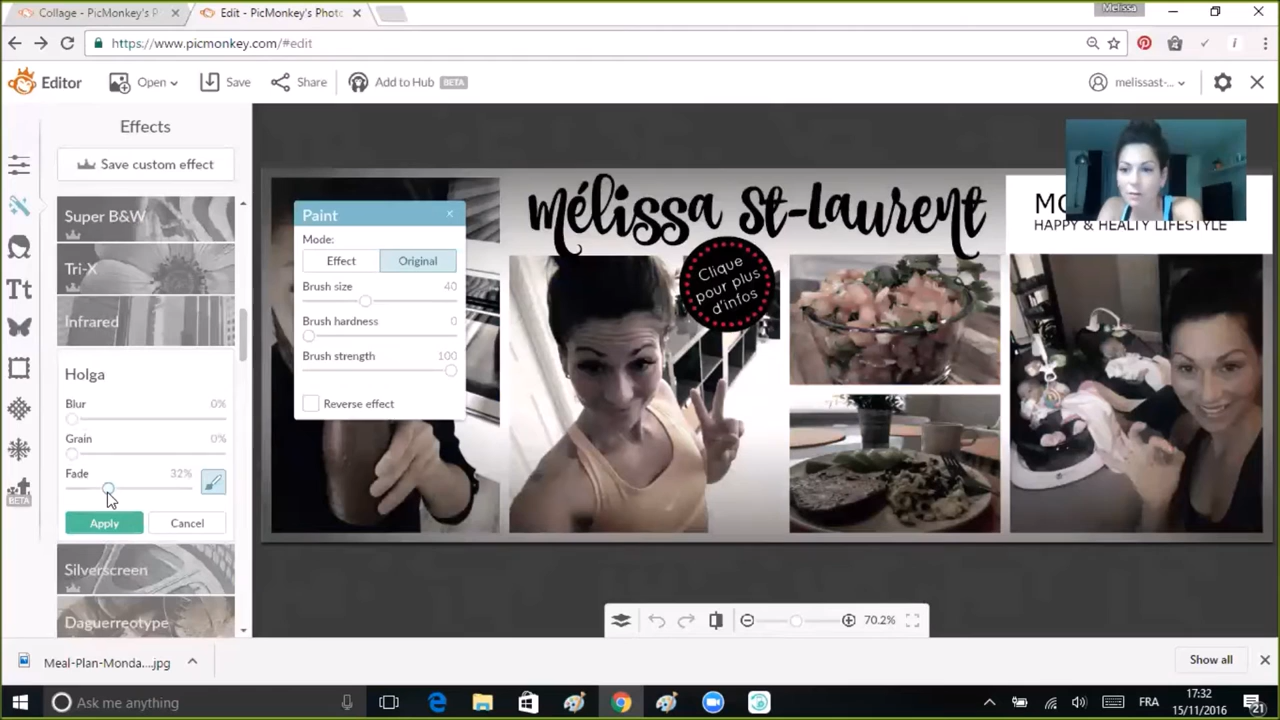 Collage - PicMonkey's P
Edit - PicMonkey's Photo
Melissa
https://www.picmonkey.com/#edit
Editor
Open
Save
Share
Add to Hub BETA
melissast-...
Effects
Save custom effect
Super B&W
Tri-X
Infrared
Holga
Blur 0%
Grain 0%
Fade 32%
Apply Cancel
Silverscreen
Daguerreotype
BETA
Paint
Mode:
Effect Original
Brush size 40
Brush hardness 0
Brush strength 100
Reverse effect
mélissa st-laurent
Clique
pour plus
d'infos
HAPPY & HEALTY LIFESTYLE
70.2%
Meal-Plan-Monda....jpg
Show all
Ask me anything
FRA
17:32
15/11/2016
21